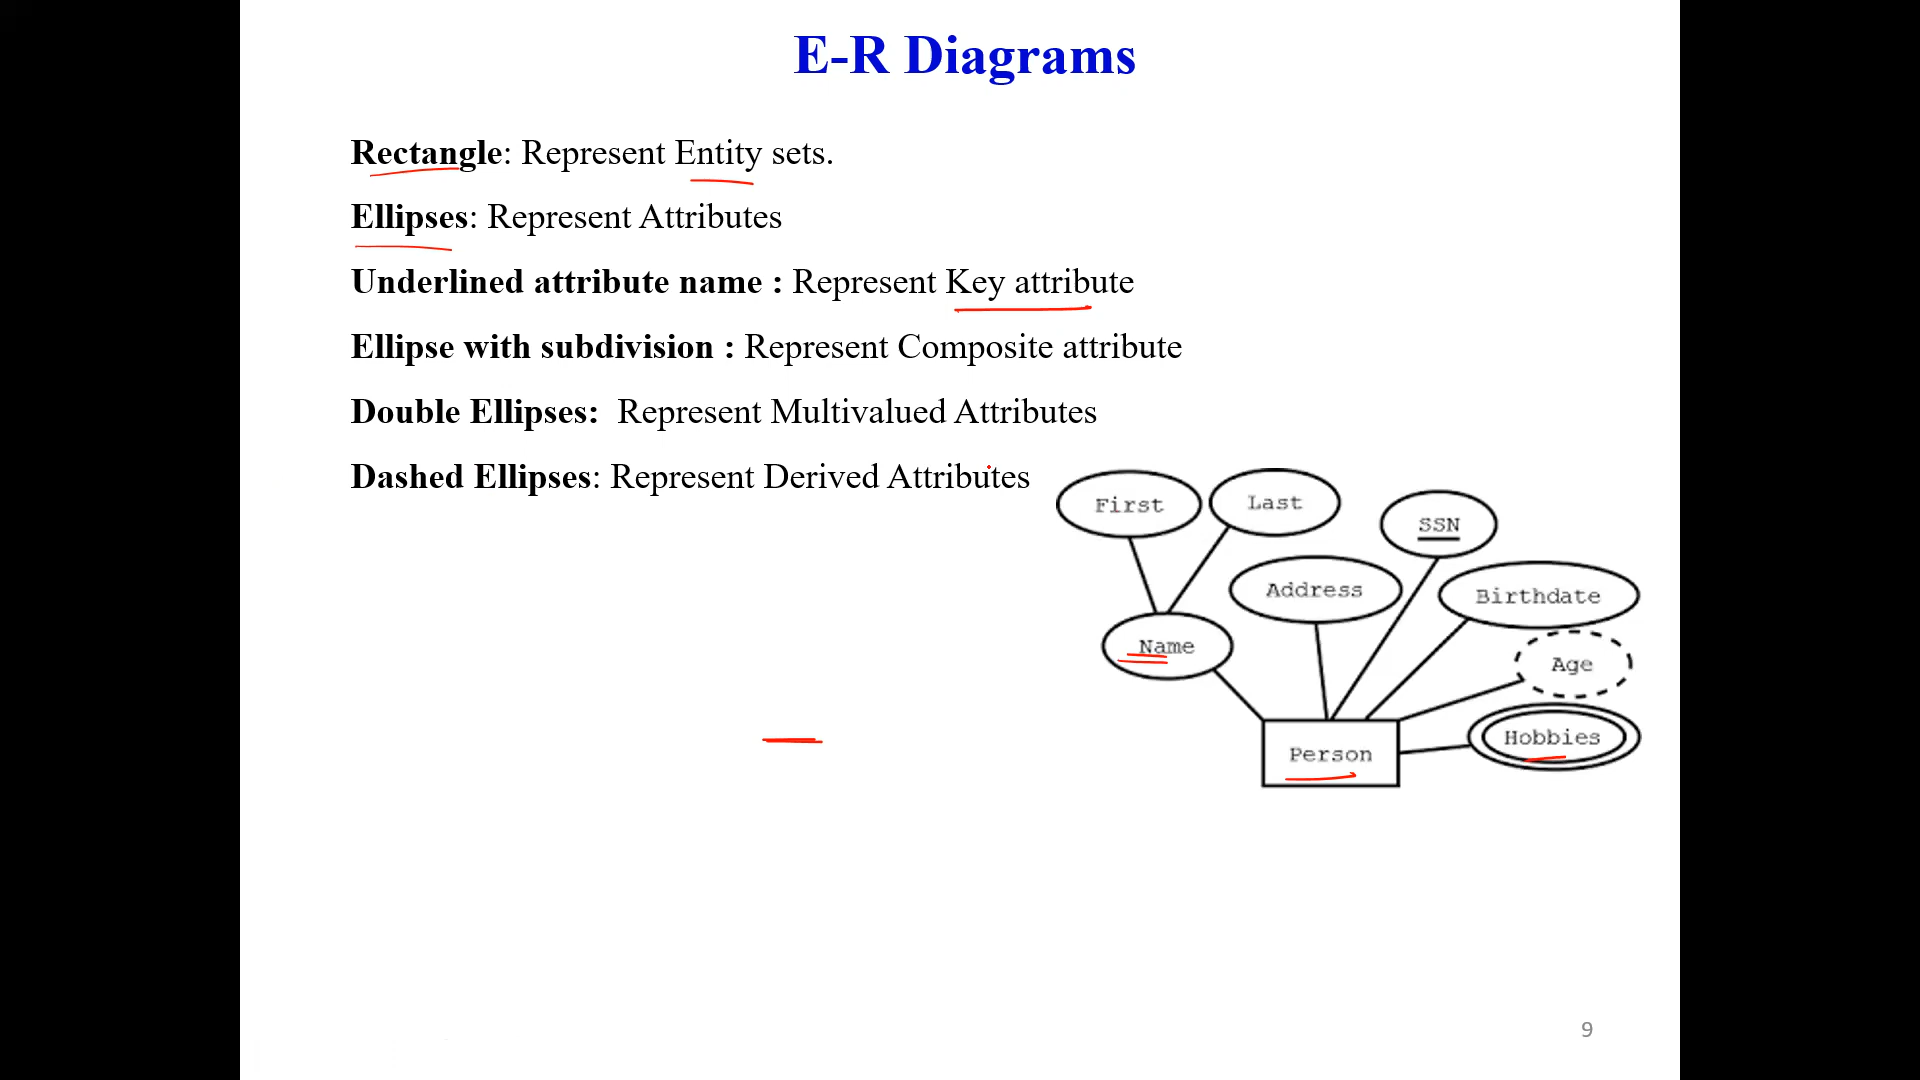 E-R Diagrams
Rectangle: Represent Entity sets.
Ellipses: Represent Attributes
Underlined attribute name : Represent Key attribute
Ellipse with subdivision : Represent Composite attribute
Double Ellipses: Represent Multivalued Attributes
Dashed Ellipses: Represent Derived Attributes
First
Last
SSN
Address
Birthdate
Name
Age
Hobbies
Person
9